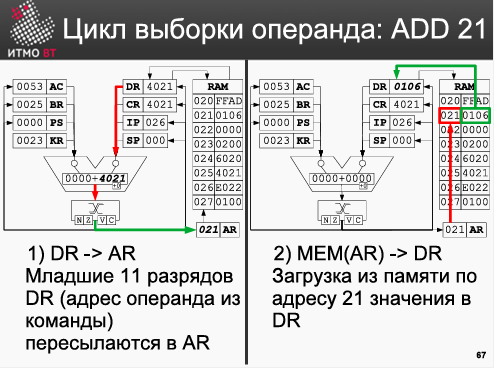 Цикл выборки операнда: ADD 21
ИТМО ВТ
0053 AC
0025 BR
0000 PS
0023 KR
DR 4021
CR 4021
IP 026
SP 000
RAM
020 FFAD
021 0106
022 0000
023 0200
024 6020
025 4021
026 E022
027 0100
0000+4021
+1
N Z V C
021 AR
1) DR -> AR
Младшие 11 разрядов
DR (адрес операнда из
команды)
пересылаются в AR
0053 AC
0025 BR
0000 PS
0023 KR
DR 0106
CR 4021
IP 026
SP 000
RAM
020 FFAD
021 0106
022 0000
023 0200
024 6020
025 4021
026 E022
027 0100
0000+0000
+1
N Z V C
021 AR
2) MEM(AR) -> DR
Загрузка из памяти по
адресу 21 значения в
DR
67